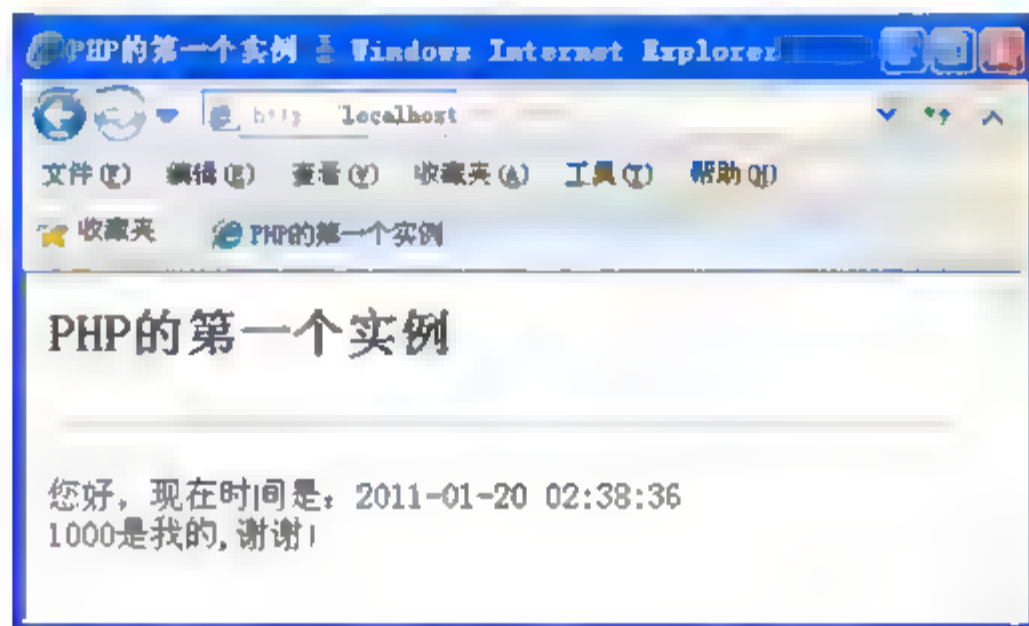 PHP的第一个实例 - Windows Internet Explorer
localhost
文件(F) 编辑(E) 查看(V) 收藏夹(A) 工具(T) 帮助(H)
收藏夹 PHP的第一个实例
PHP的第一个实例
您好，现在时间是：2011-01-20 02:38:36
1000是我的,谢谢！